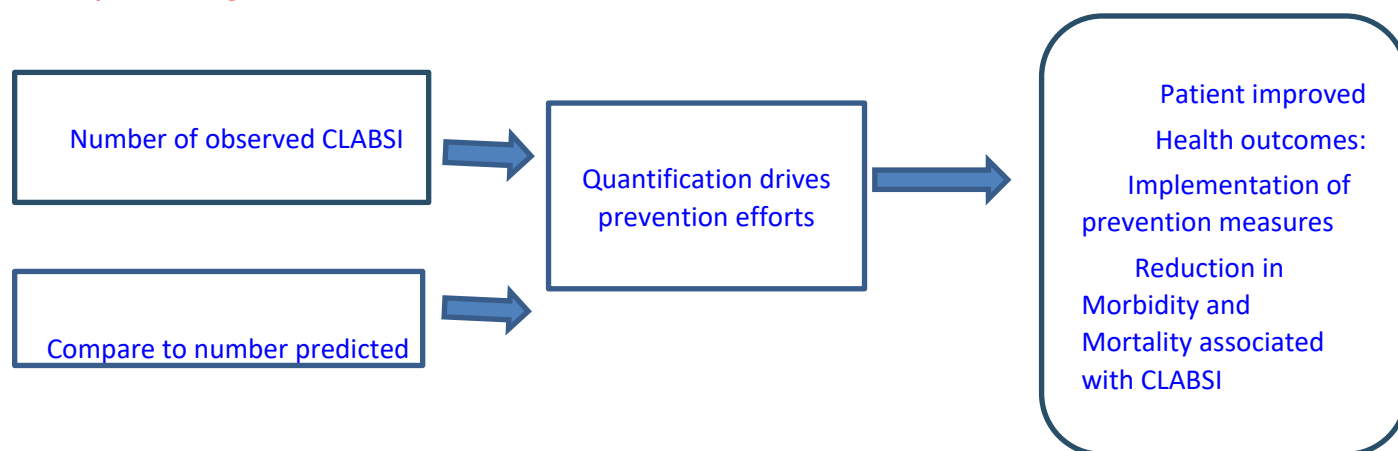 Number of observed CLABSI
Compare to number predicted
Quantification drives
prevention efforts
Patient improved
Health outcomes:
Implementation of
prevention measures
Reduction in
Morbidity and
Mortality associated
with CLABSI